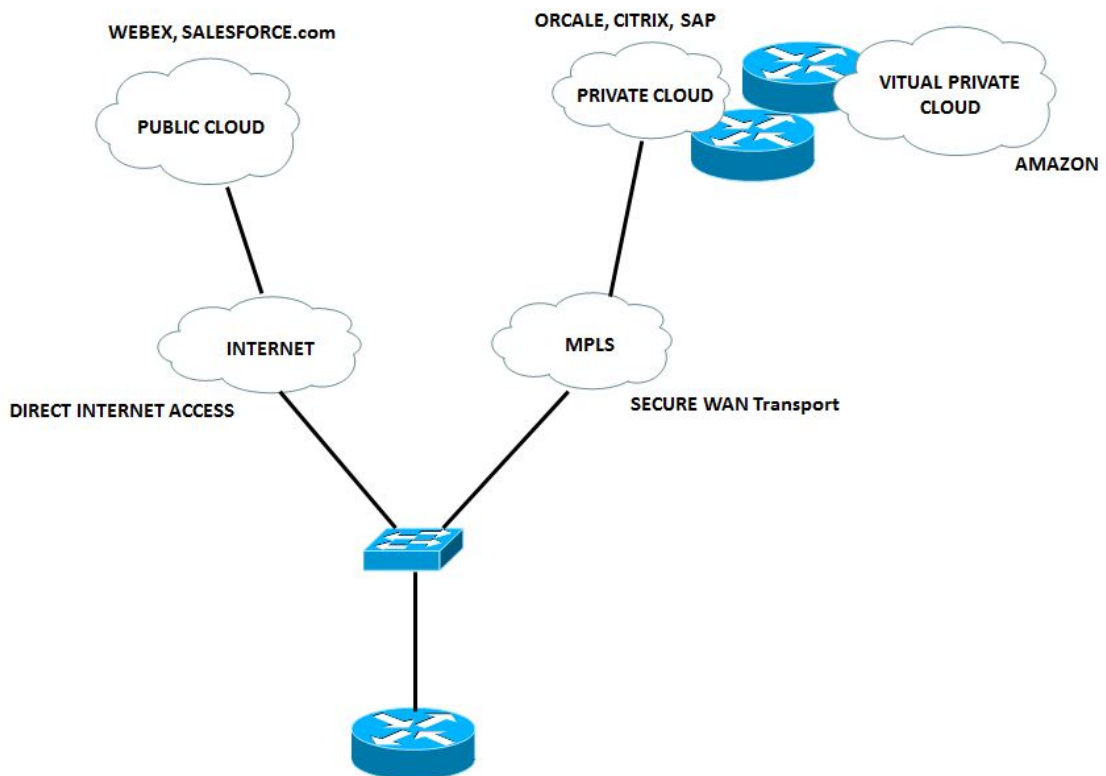 WEBEX, SALESFORCE.com
PUBLIC CLOUD
ORCALE, CITRIX, SAP
PRIVATE CLOUD
VITUAL PRIVATE
CLOUD
AMAZON
INTERNET
DIRECT INTERNET ACCESS
MPLS
SECURE WAN Transport